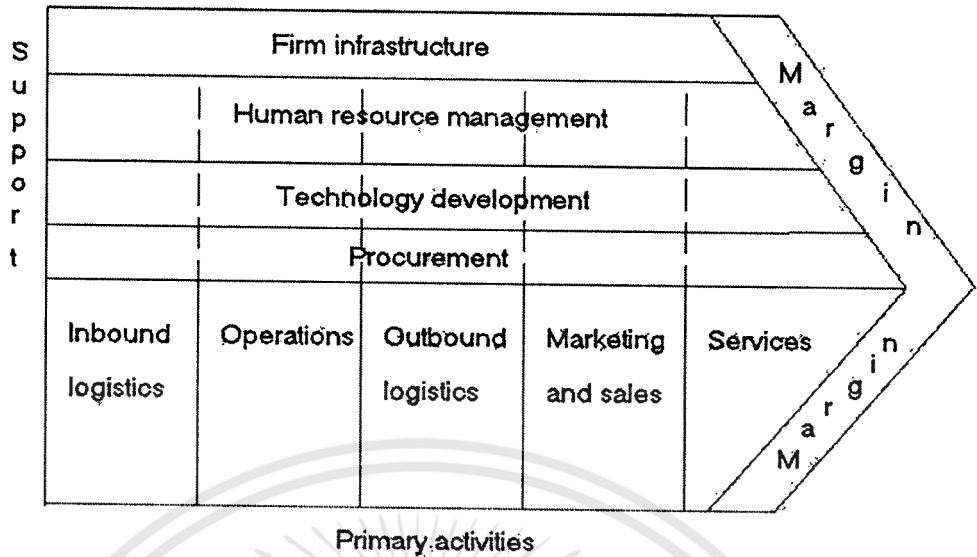 Support
Firm infrastructure
Human resource management
Technology development
Procurement
Margin
Inbound logistics
Operations
Outbound logistics
Marketing and sales
Services
Margin
Primary activities